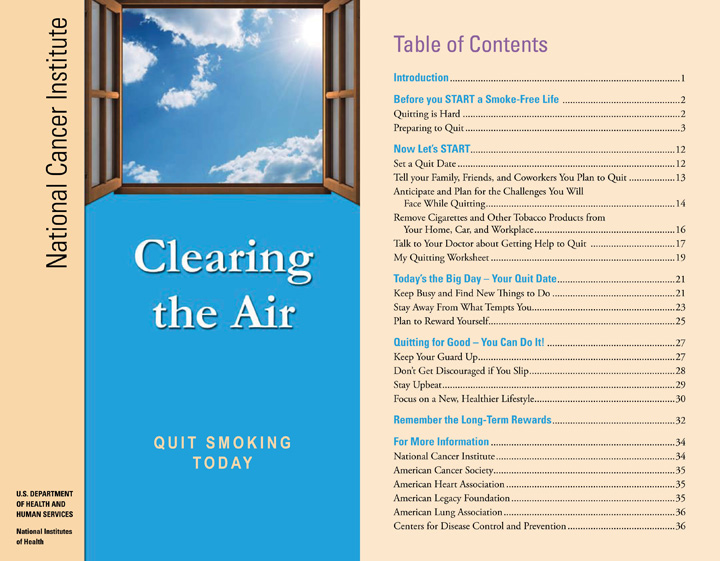 National Cancer Institute
Clearing
the Air
QUIT SMOKING
TODAY
U.S. DEPARTMENT
OF HEALTH AND
HUMAN SERVICES
National Institutes
of Health
Table of Contents
Introduction ........ 1
Before you START a Smoke-Free Life ........ 2
Quitting is Hard ........ 2
Preparing to Quit ........ 3
Now Let's START ........ 12
Set a Quit Date ........ 12
Tell your Family, Friends, and Coworkers You Plan to Quit ........ 13
Anticipate and Plan for the Challenges You Will
Face While Quitting ........ 14
Remove Cigarettes and Other Tobacco Products from
Your Home, Car, and Workplace ........ 16
Talk to Your Doctor about Getting Help to Quit ........ 17
My Quitting Worksheet ........ 19
Today's the Big Day – Your Quit Date ........ 21
Keep Busy and Find New Things to Do ........ 21
Stay Away From What Tempts You ........ 23
Plan to Reward Yourself ........ 25
Quitting for Good – You Can Do It! ........ 27
Keep Your Guard Up ........ 27
Don't Get Discouraged if You Slip ........ 28
Stay Upbeat ........ 29
Focus on a New, Healthier Lifestyle ........ 30
Remember the Long-Term Rewards ........ 32
For More Information ........ 34
National Cancer Institute ........ 34
American Cancer Society ........ 35
American Heart Association ........ 35
American Legacy Foundation ........ 35
American Lung Association ........ 36
Centers for Disease Control and Prevention ........ 36